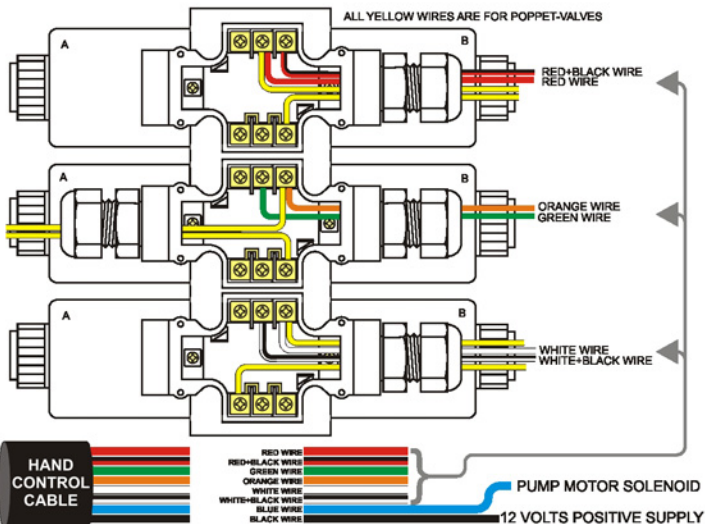 ALL YELLOW WIRES ARE FOR POPPET-VALVES
A
B
RED+BLACK WIRE
RED WIRE
A
B
ORANGE WIRE
GREEN WIRE
A
B
WHITE WIRE
WHITE+BLACK WIRE
HAND
CONTROL
CABLE
RED WIRE
RED+BLACK WIRE
GREEN WIRE
ORANGE WIRE
WHITE WIRE
WHITE+BLACK WIRE
BLUE WIRE
BLACK WIRE
PUMP MOTOR SOLENOID
12 VOLTS POSITIVE SUPPLY